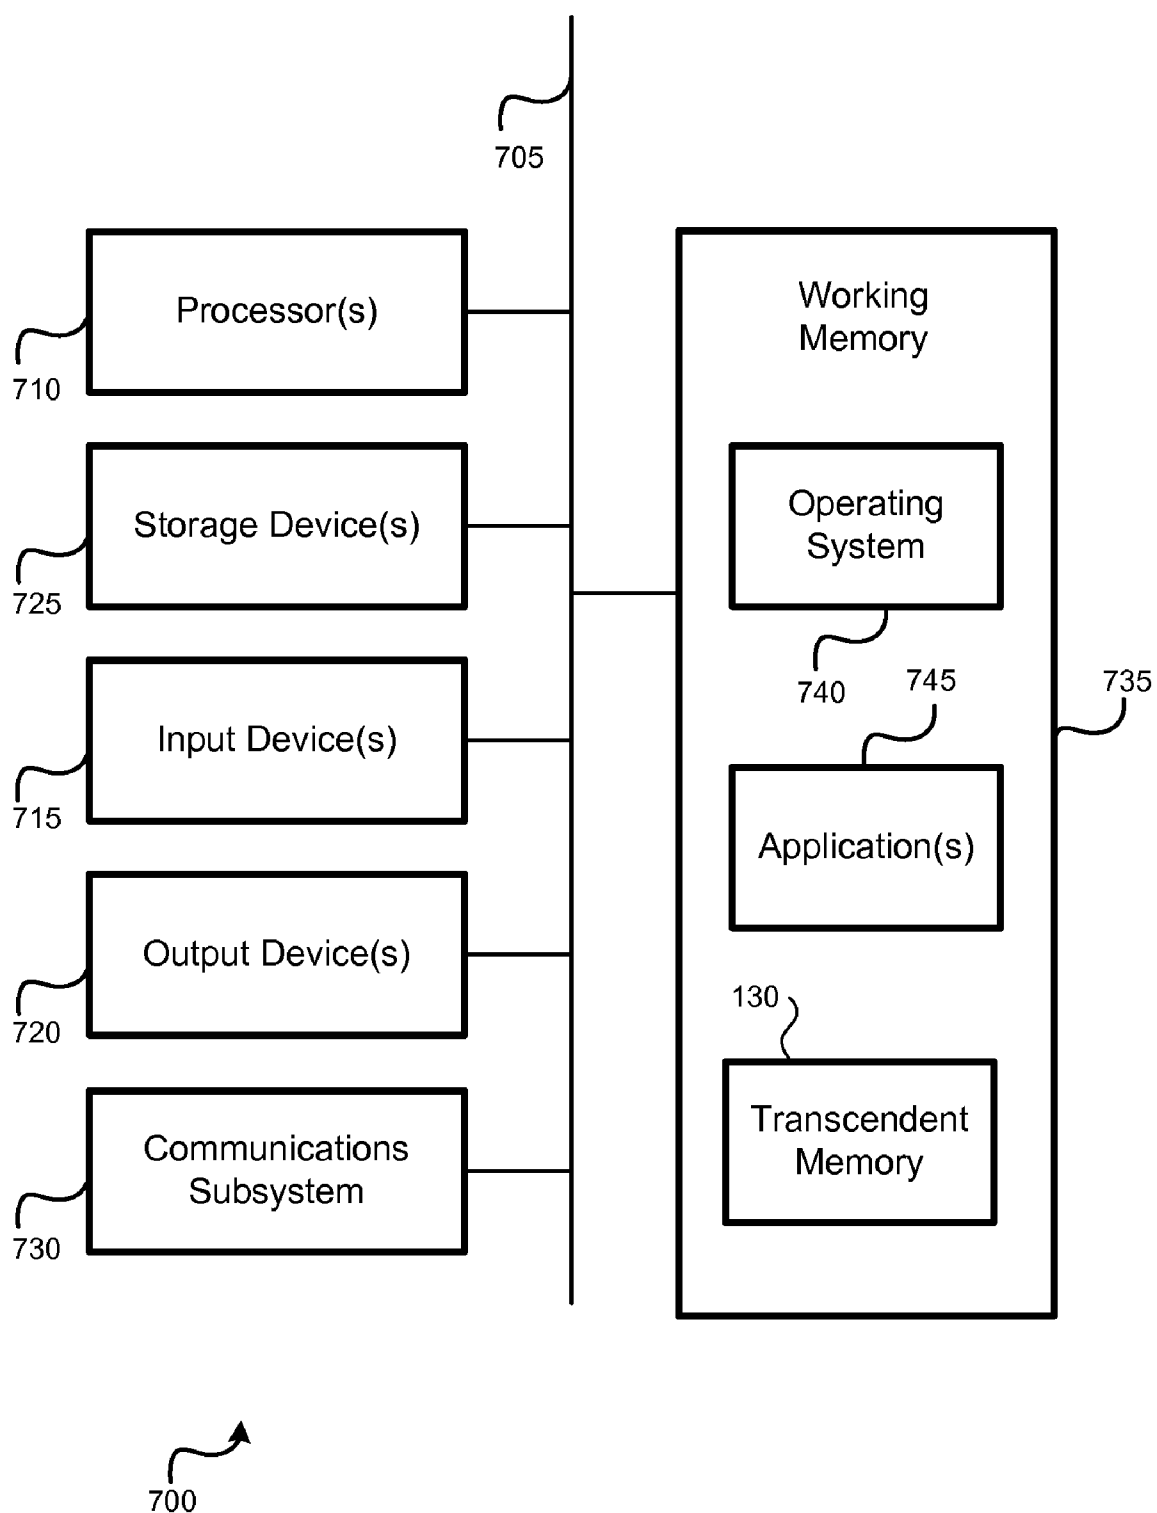 705
Processor(s)
710
Storage Device(s)
725
Input Device(s)
715
Output Device(s)
720
Communications
Subsystem
730
Working
Memory
Operating
System
740
745
735
Application(s)
130
Transcendent
Memory
700